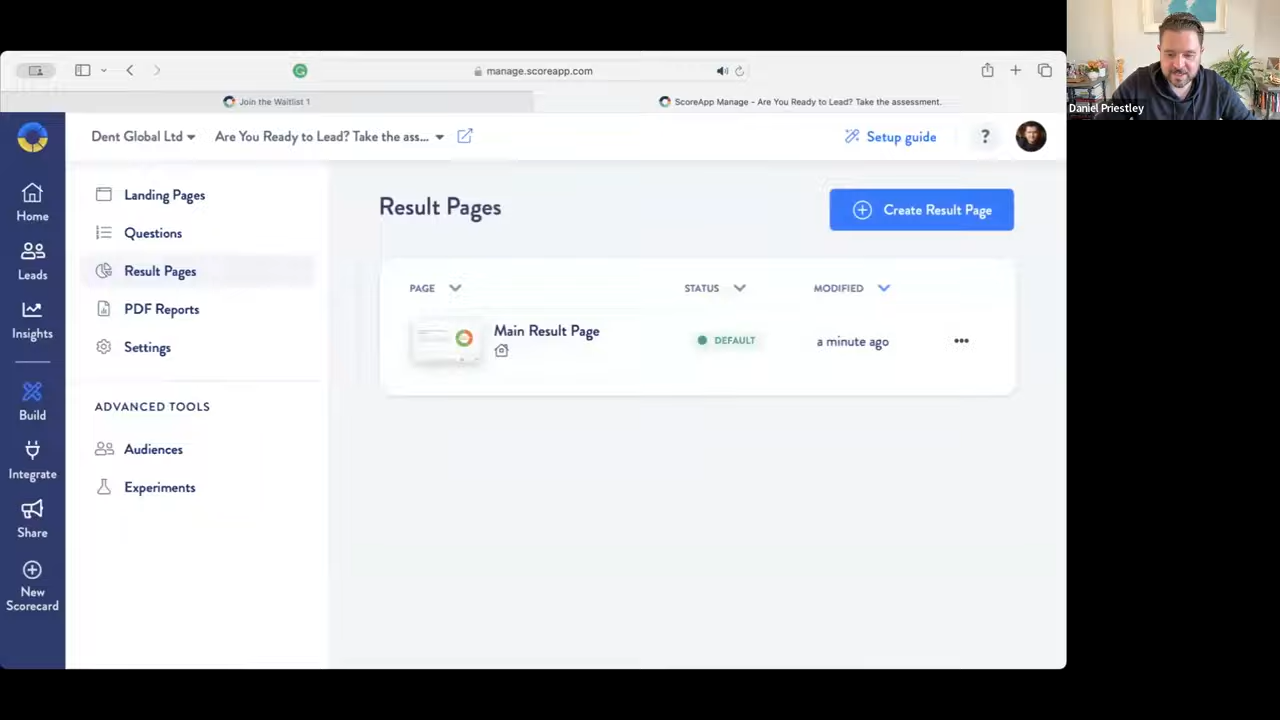 manage.scoreapp.com
Join the Waitlist 1
ScoreApp Manage - Are You Ready to Lead? Take the assessment.
Daniel Priestley
Dent Global Ltd
Are You Ready to Lead? Take the ass...
Setup guide
?
Home
Leads
Insights
Build
Integrate
Share
New
Scorecard
Landing Pages
Questions
Result Pages
PDF Reports
Settings
ADVANCED TOOLS
Audiences
Experiments
Result Pages
Create Result Page
PAGE
STATUS
MODIFIED
Main Result Page
DEFAULT
a minute ago